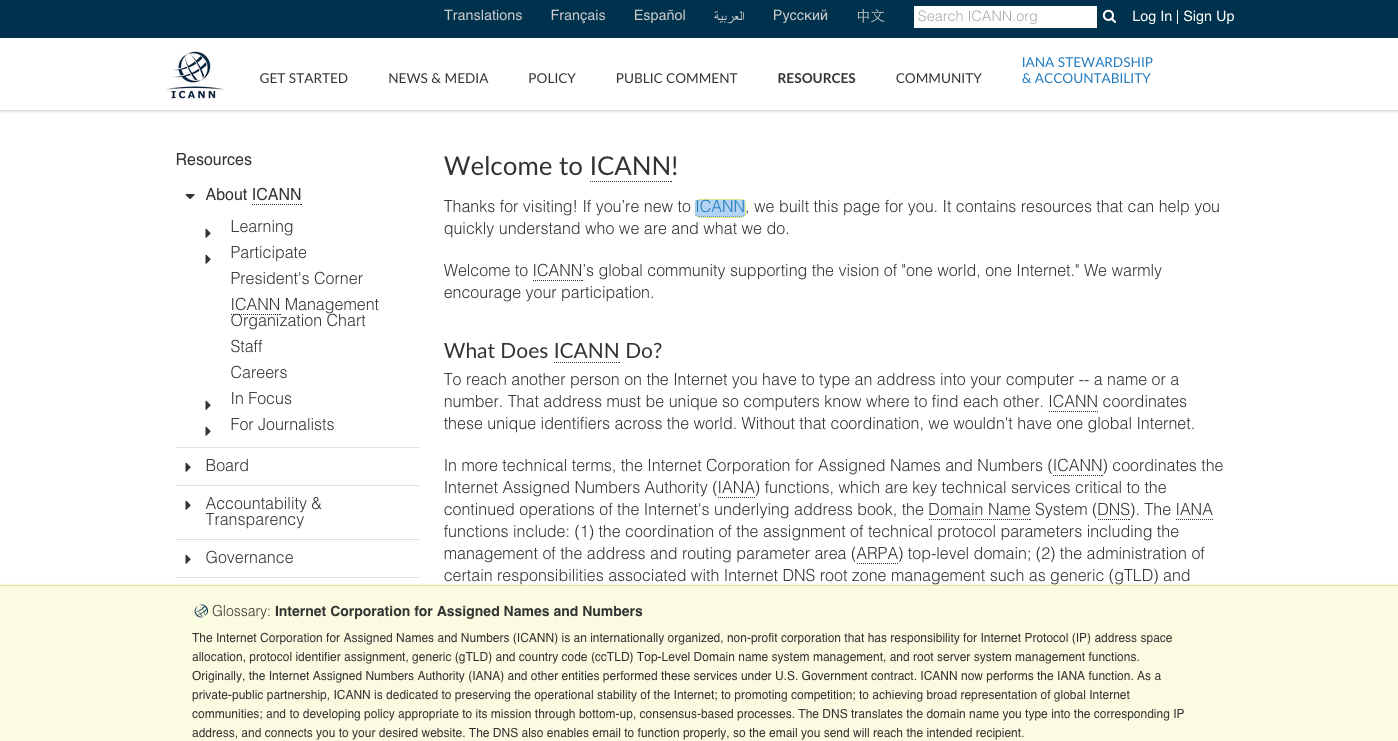 Translations Français Español العربية Русский 中文 Search ICANN.org Log In | Sign Up
ICANN
GET STARTED NEWS & MEDIA POLICY PUBLIC COMMENT RESOURCES COMMUNITY
IANA STEWARDSHIP
& ACCOUNTABILITY
Resources
About ICANN
Learning
Participate
President's Corner
ICANN Management
Organization Chart
Staff
Careers
In Focus
For Journalists
Board
Accountability &
Transparency
Governance
Welcome to ICANN!
Thanks for visiting! If you're new to ICANN, we built this page for you. It contains resources that can help you
quickly understand who we are and what we do.
Welcome to ICANN's global community supporting the vision of "one world, one Internet." We warmly
encourage your participation.
What Does ICANN Do?
To reach another person on the Internet you have to type an address into your computer -- a name or a
number. That address must be unique so computers know where to find each other. ICANN coordinates
these unique identifiers across the world. Without that coordination, we wouldn't have one global Internet.
In more technical terms, the Internet Corporation for Assigned Names and Numbers (ICANN) coordinates the
Internet Assigned Numbers Authority (IANA) functions, which are key technical services critical to the
continued operations of the Internet's underlying address book, the Domain Name System (DNS). The IANA
functions include: (1) the coordination of the assignment of technical protocol parameters including the
management of the address and routing parameter area (ARPA) top-level domain; (2) the administration of
certain responsibilities associated with Internet DNS root zone management such as generic (gTLD) and
Glossary: Internet Corporation for Assigned Names and Numbers
The Internet Corporation for Assigned Names and Numbers (ICANN) is an internationally organized, non-profit corporation that has responsibility for Internet Protocol (IP) address space
allocation, protocol identifier assignment, generic (gTLD) and country code (ccTLD) Top-Level Domain name system management, and root server system management functions.
Originally, the Internet Assigned Numbers Authority (IANA) and other entities performed these services under U.S. Government contract. ICANN now performs the IANA function. As a
private-public partnership, ICANN is dedicated to preserving the operational stability of the Internet; to promoting competition; to achieving broad representation of global Internet
communities; and to developing policy appropriate to its mission through bottom-up, consensus-based processes. The DNS translates the domain name you type into the corresponding IP
address, and connects you to your desired website. The DNS also enables email to function properly, so the email you send will reach the intended recipient.